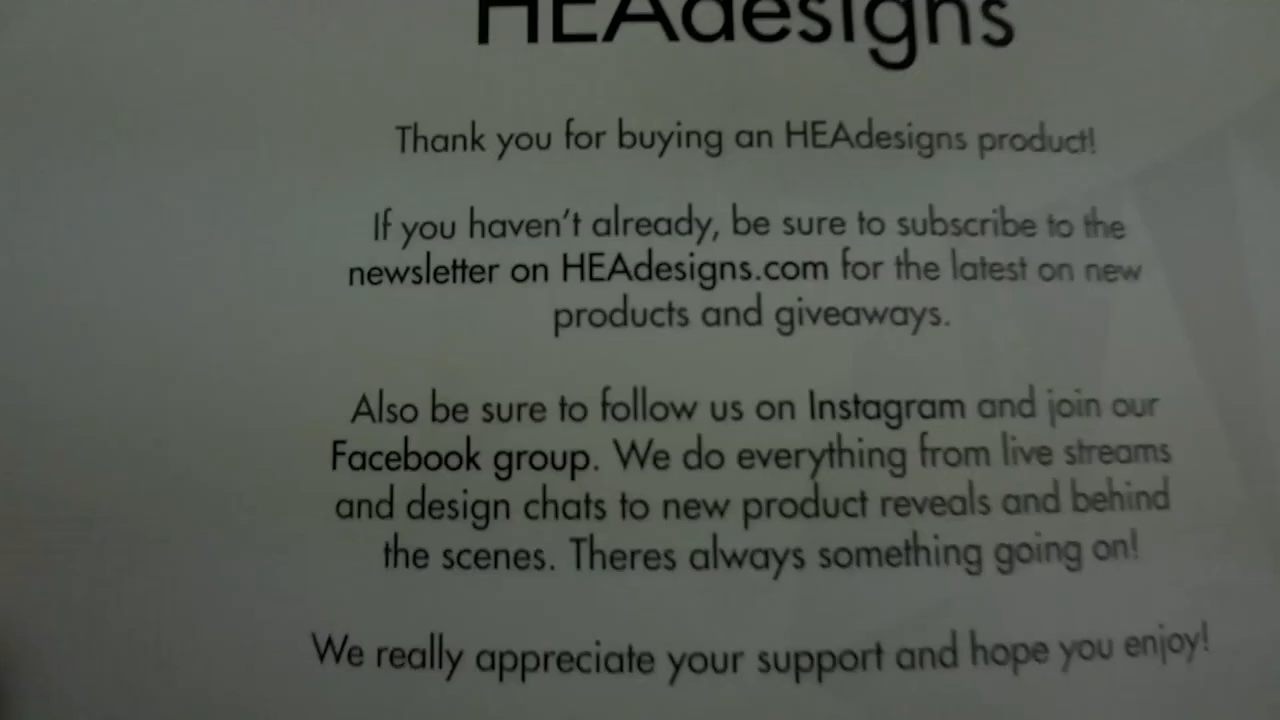 HEAdesigns
Thank you for buying an HEAdesigns product!
If you haven't already, be sure to subscribe to the
newsletter on HEAdesigns.com for the latest on new
products and giveaways.
Also be sure to follow us on Instagram and join our
Facebook group. We do everything from live streams
and design chats to new product reveals and behind
the scenes. Theres always something going on!
We really appreciate your support and hope you enjoy!